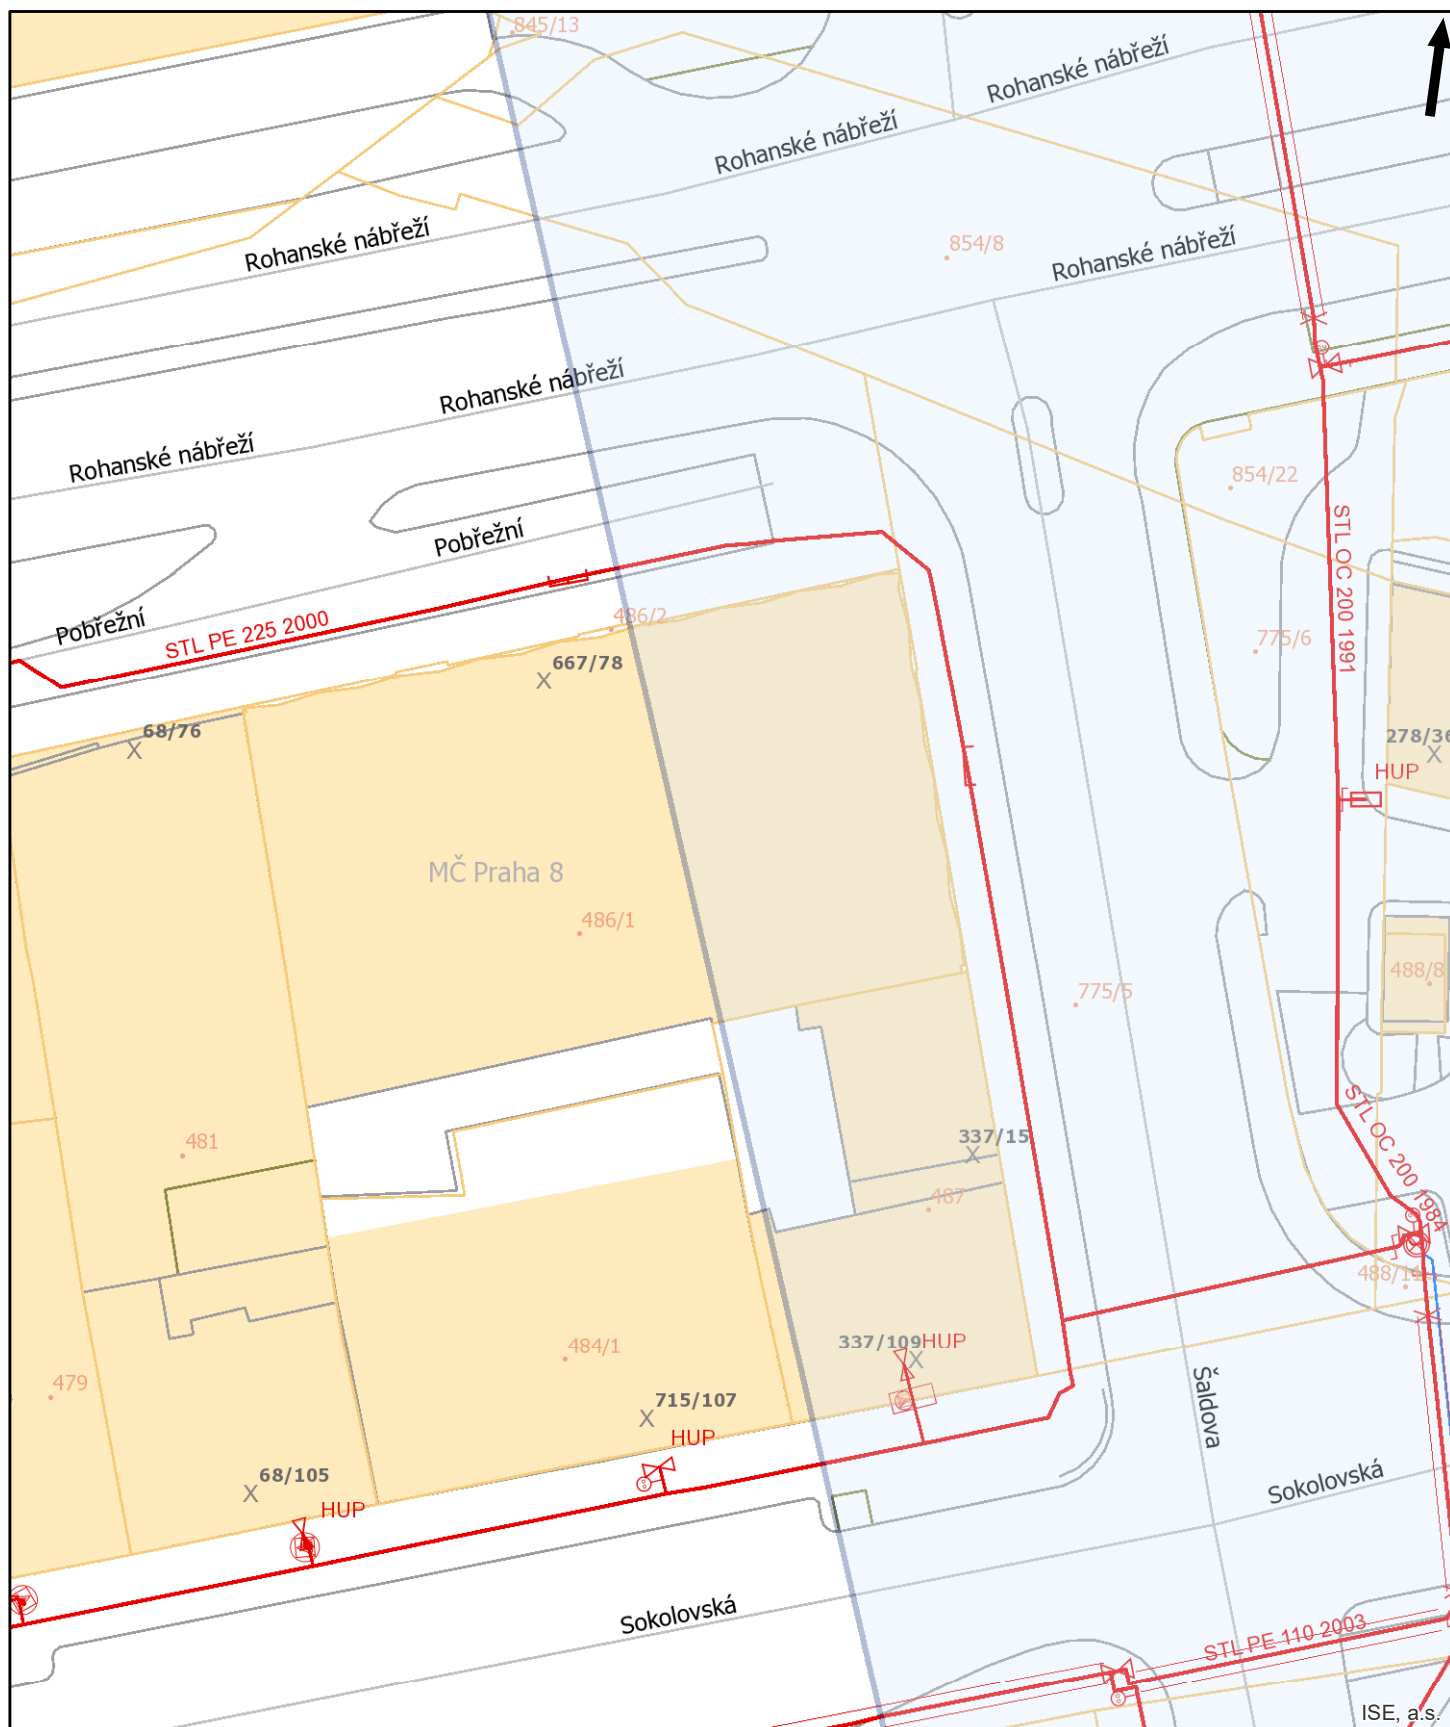 845/13
Rohanské nábřeží
Rohanské nábřeží
Rohanské nábřeží
Rohanské nábřeží
854/8
Rohanské nábřeží
Rohanské nábřeží
854/22
Pobřežní
STL OC 200 1991
Pobřežní
STL PE 225 2000
486/2
775/6
667/78
68/76
278/36
HUP
MČ Praha 8
486/1
488/8
775/5
STL OC 200 1984
481
337/15
487
488/11
337/109
HUP
484/1
479
Šaldova
715/107
HUP
68/105
Sokolovská
HUP
Sokolovská
STL PE 110 2003
ISE, a.s.